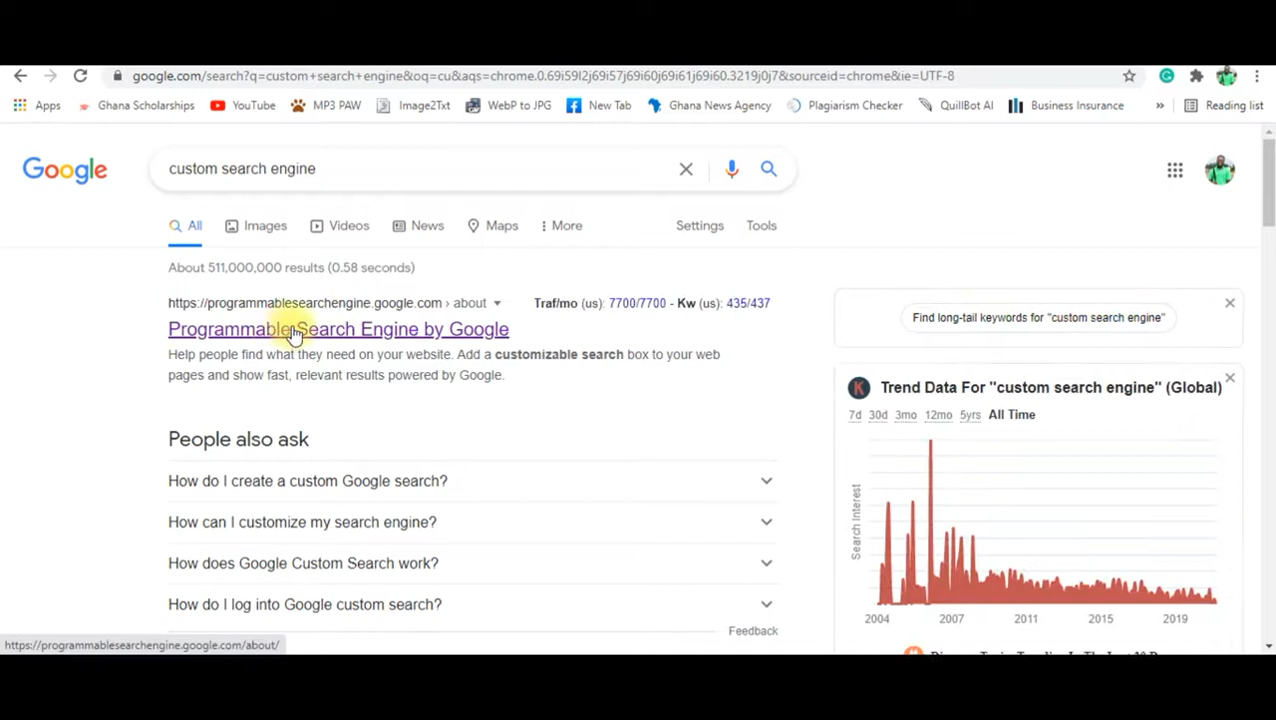 google.com/search?q=custom+search+engine&oq=cu&aqs=chrome.0.69i59l2j69i57j69i60j69i61j69i60.3219j0j7&sourceid=chrome&ie=UTF-8
Apps Ghana Scholarships YouTube MP3 PAW Image2Txt WebP to JPG New Tab Ghana News Agency Plagiarism Checker QuillBot AI Business Insurance » Reading list
Google custom search engine
All Images Videos News Maps More Settings Tools
About 511,000,000 results (0.58 seconds)
https://programmablesearchengine.google.com › about Traf/mo (us): 7700/7700 - Kw (us): 435/437
Programmable Search Engine by Google
Help people find what they need on your website. Add a customizable search box to your web
pages and show fast, relevant results powered by Google.
People also ask
How do I create a custom Google search?
How can I customize my search engine?
How does Google Custom Search work?
How do I log into Google custom search?
Feedback
Find long-tail keywords for "custom search engine"
K Trend Data For "custom search engine" (Global)
7d 30d 3mo 12mo 5yrs All Time
Search Interest
2004 2007 2011 2015 2019
https://programmablesearchengine.google.com/about/